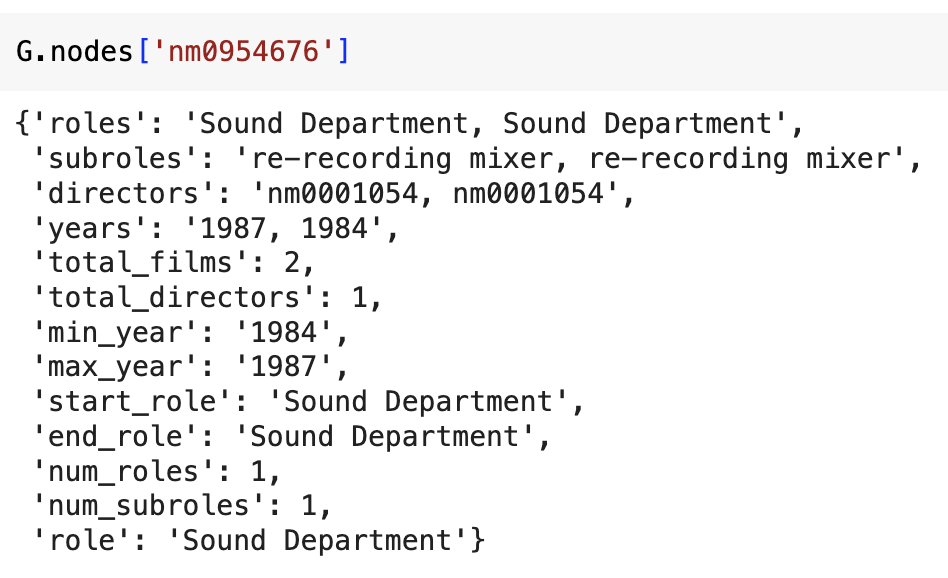 G.nodes['nm0954676']
{'roles': 'Sound Department, Sound Department',
'subroles': 're-recording mixer, re-recording mixer',
'directors': 'nm0001054, nm0001054',
'years': '1987, 1984',
'total_films': 2,
'total_directors': 1,
'min_year': '1984',
'max_year': '1987',
'start_role': 'Sound Department',
'end_role': 'Sound Department',
'num_roles': 1,
'num_subroles': 1,
'role': 'Sound Department'}